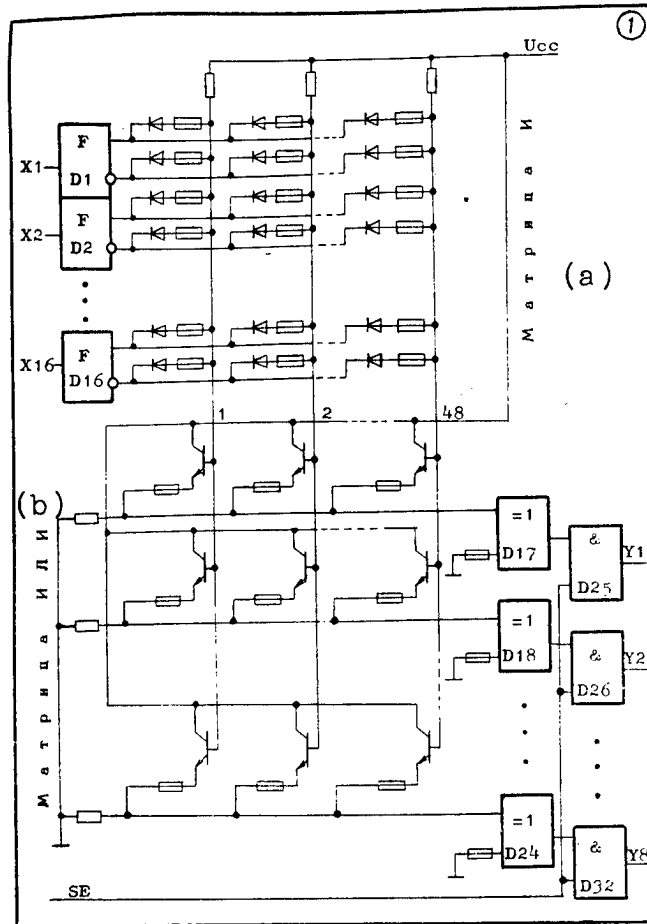 1
Ucc
F
X1
D1
F
X2
D2
F
X16
D16
Матрица И
(a)
1 2 48
(b)
Матрица ИЛИ
=1
D17
&
Y1
D25
=1
D18
&
Y2
D26
=1
D24
&
Y8
D32
SE